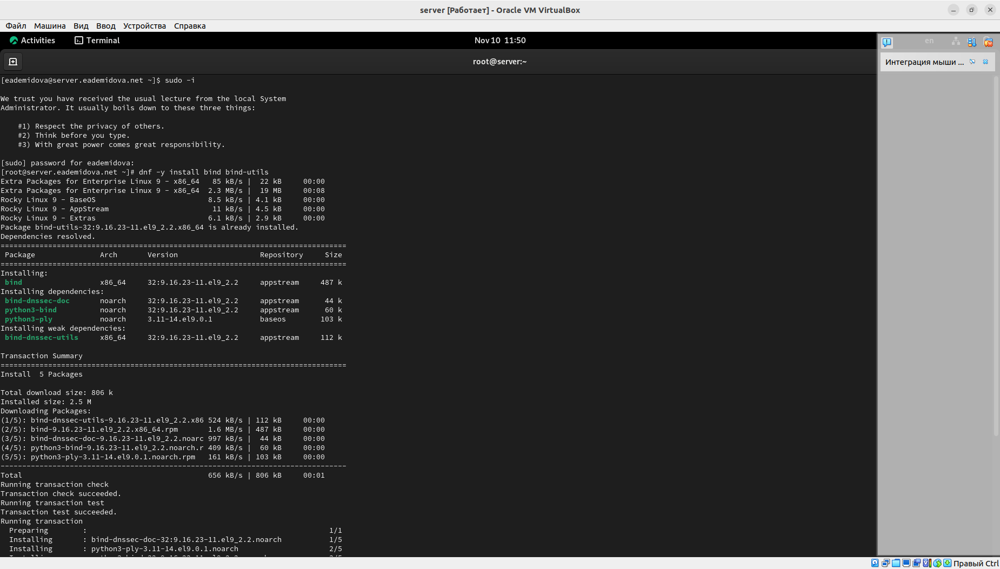 server [Работает] - Oracle VM VirtualBox
Файл Машина Вид Ввод Устройства Справка
Activities Terminal Nov 10 11:50 en
root@server:~
Интеграция мыши ...
[eademidova@server.eademidova.net ~]$ sudo -i
We trust you have received the usual lecture from the local System
Administrator. It usually boils down to these three things:
#1) Respect the privacy of others.
#2) Think before you type.
#3) With great power comes great responsibility.
[sudo] password for eademidova:
[root@server.eademidova.net ~]# dnf -y install bind bind-utils
Extra Packages for Enterprise Linux 9 - x86_64 85 kB/s | 22 kB 00:00
Extra Packages for Enterprise Linux 9 - x86_64 2.3 MB/s | 19 MB 00:08
Rocky Linux 9 - BaseOS 8.5 kB/s | 4.1 kB 00:00
Rocky Linux 9 - AppStream 11 kB/s | 4.5 kB 00:00
Rocky Linux 9 - Extras 6.1 kB/s | 2.9 kB 00:00
Package bind-utils-32:9.16.23-11.el9_2.2.x86_64 is already installed.
Dependencies resolved.
================================================================================
Package Arch Version Repository Size
================================================================================
Installing:
bind x86_64 32:9.16.23-11.el9_2.2 appstream 487 k
Installing dependencies:
bind-dnssec-doc noarch 32:9.16.23-11.el9_2.2 appstream 44 k
python3-bind noarch 32:9.16.23-11.el9_2.2 appstream 60 k
python3-ply noarch 3.11-14.el9.0.1 baseos 103 k
Installing weak dependencies:
bind-dnssec-utils x86_64 32:9.16.23-11.el9_2.2 appstream 112 k
Transaction Summary
================================================================================
Install 5 Packages
Total download size: 806 k
Installed size: 2.5 M
Downloading Packages:
(1/5): bind-dnssec-utils-9.16.23-11.el9_2.2.x86 524 kB/s | 112 kB 00:00
(2/5): bind-9.16.23-11.el9_2.2.x86_64.rpm 1.6 MB/s | 487 kB 00:00
(3/5): bind-dnssec-doc-9.16.23-11.el9_2.2.noarc 997 kB/s | 44 kB 00:00
(4/5): python3-bind-9.16.23-11.el9_2.2.noarch.r 409 kB/s | 60 kB 00:00
(5/5): python3-ply-3.11-14.el9.0.1.noarch.rpm 161 kB/s | 103 kB 00:00
--------------------------------------------------------------------------------
Total 656 kB/s | 806 kB 00:01
Running transaction check
Transaction check succeeded.
Running transaction test
Transaction test succeeded.
Running transaction
Preparing : 1/1
Installing : bind-dnssec-doc-32:9.16.23-11.el9_2.2.noarch 1/5
Installing : python3-ply-3.11-14.el9.0.1.noarch 2/5
Правый Ctrl